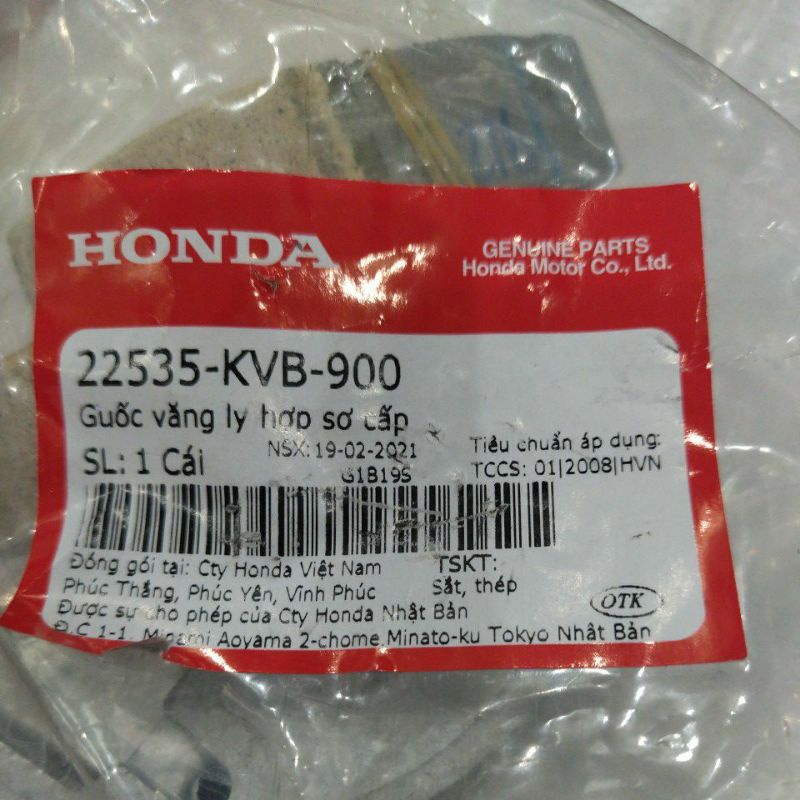 HONDA
GENUINE PARTS
Honda Motor Co., Ltd.
22535-KVB-900
Guốc văng ly hợp sơ cấp
NSX: 19-02-2021
Tiêu chuẩn áp dụng:
SL: 1 Cái
G1B19S
TCCS: 01|2008|HVN
Đóng gói tại: Cty Honda Việt Nam
TSKT:
Phúc Thắng, Phúc Yên, Vĩnh Phúc
Sắt, thép
Được sự cho phép của Cty Honda Nhật Bản
OTK
Đ.C 1-1, Minami Aoyama 2-chome Minato-ku Tokyo Nhật Bản